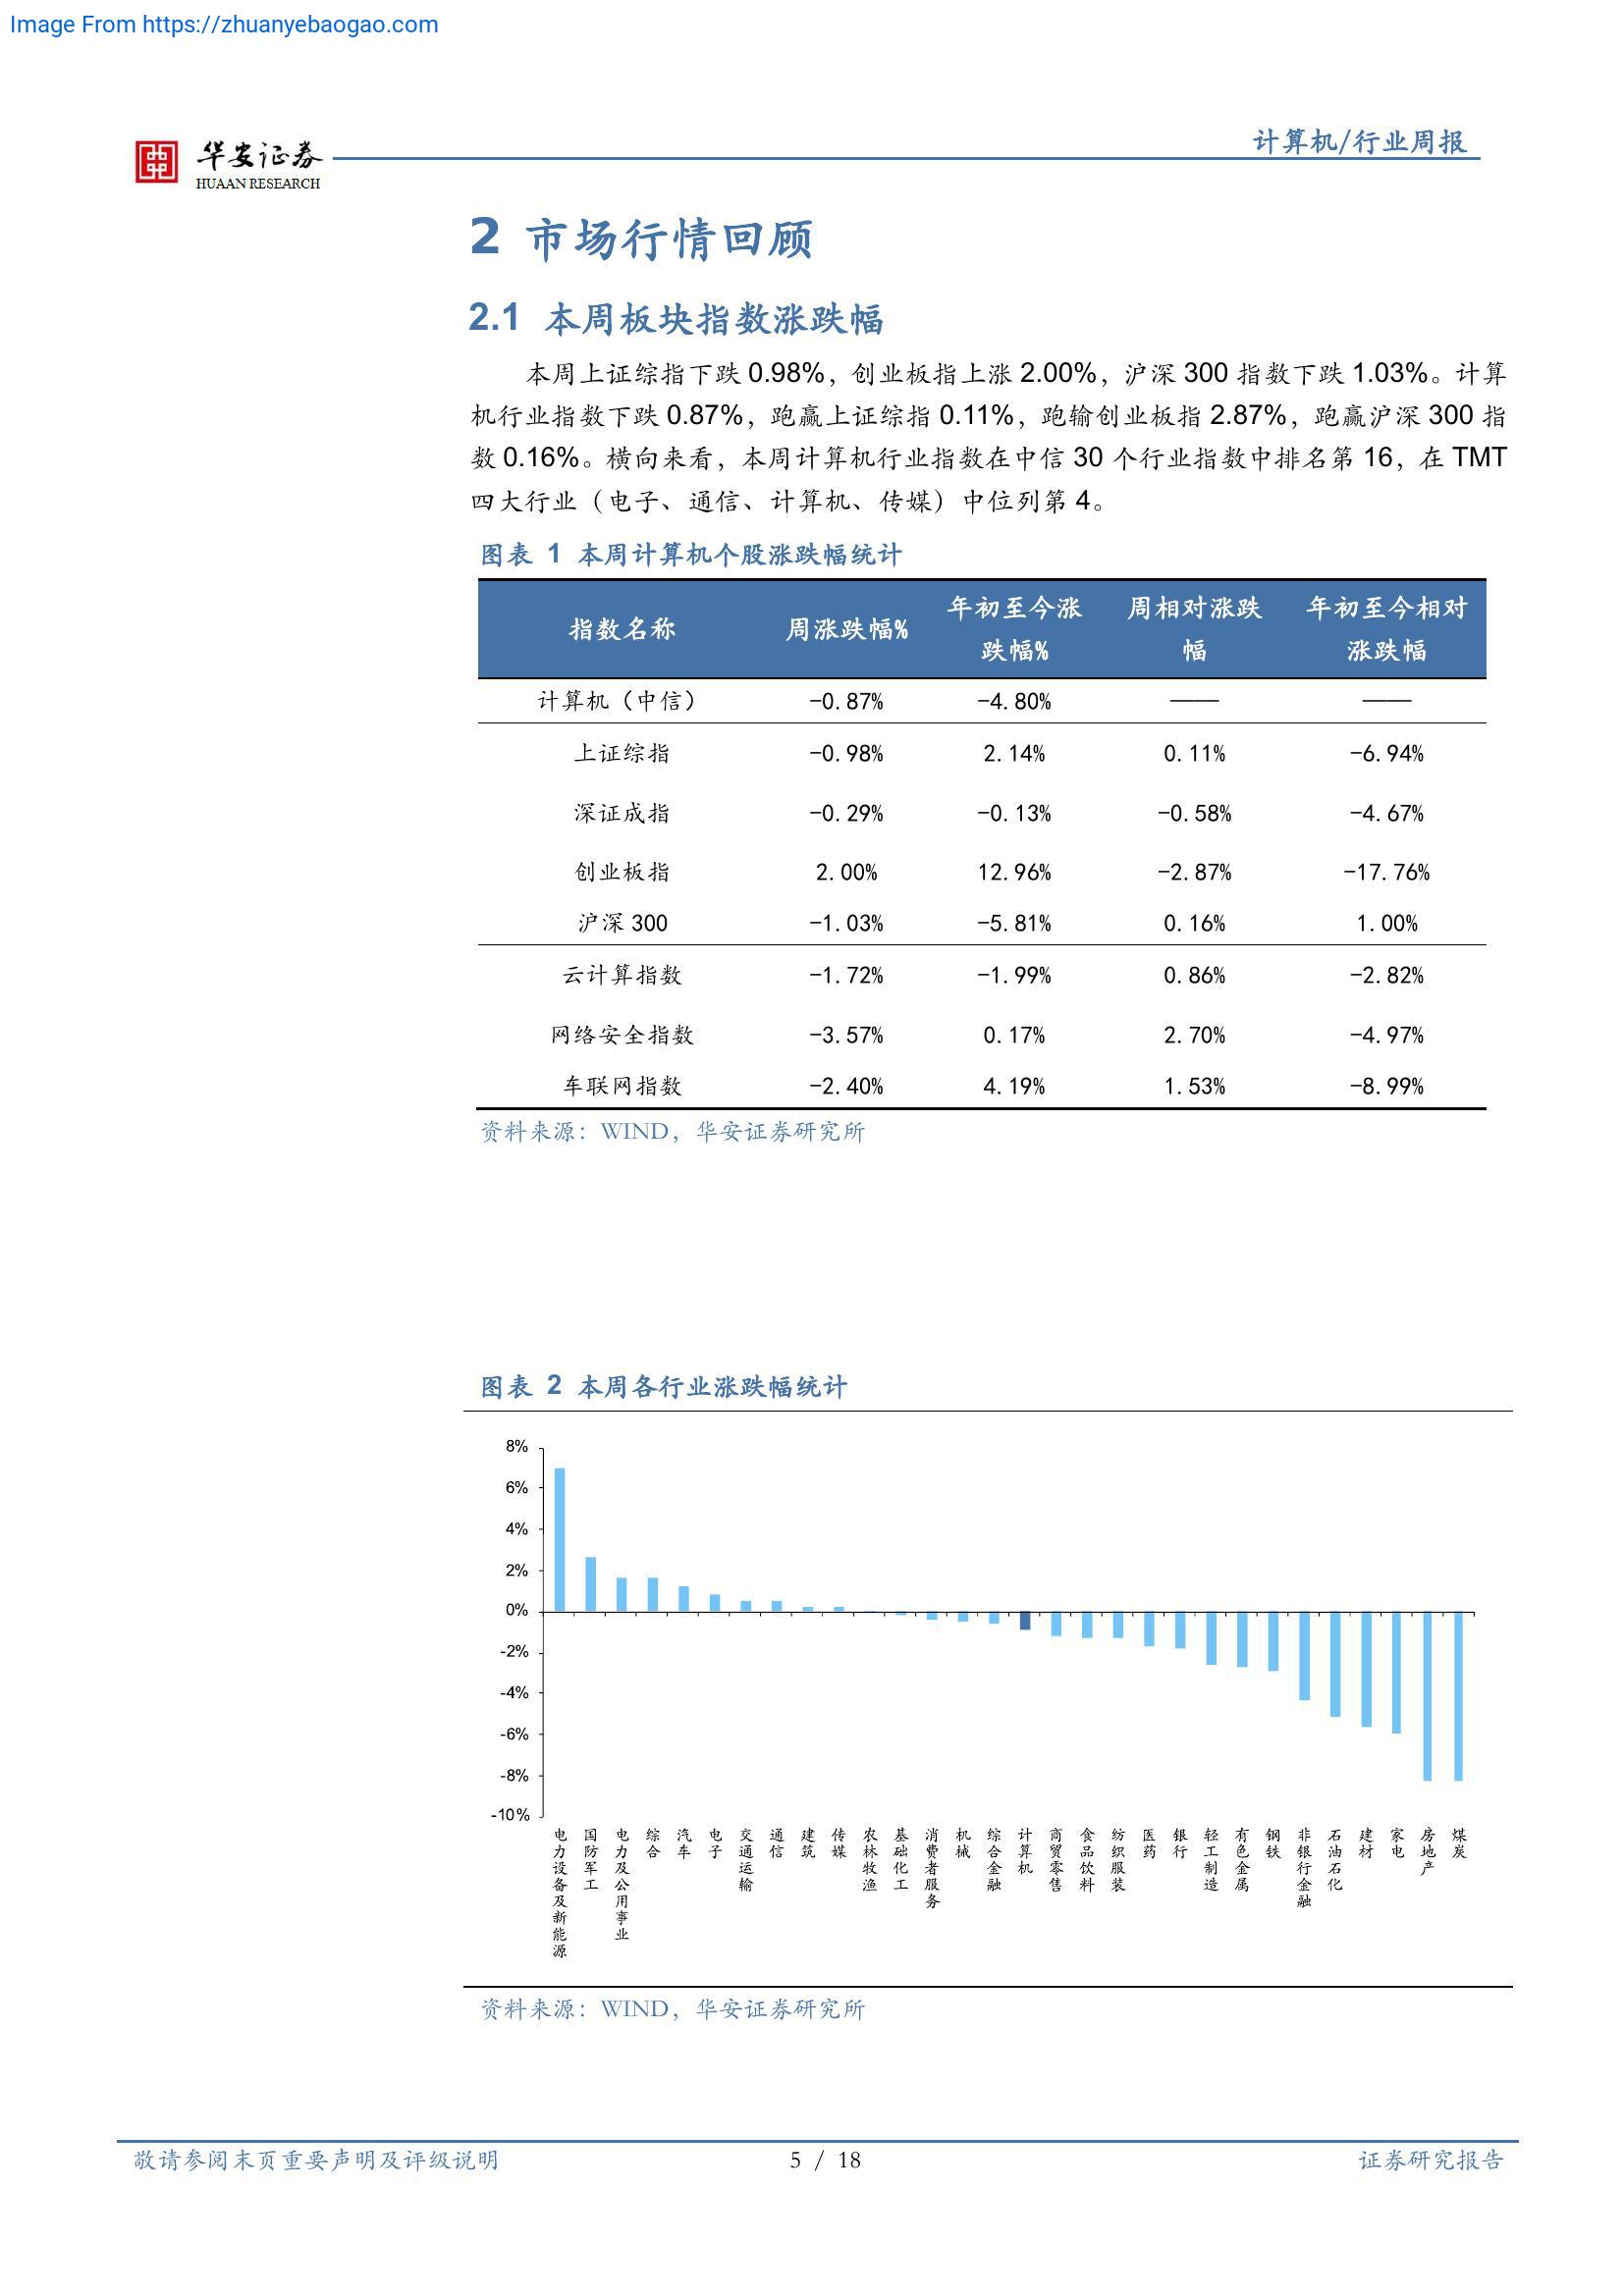 Image From https://zhuanyebaogao.com
华安证券
HUAAN RESEARCH
计算机/行业周报
2 市场行情回顾
2.1 本周板块指数涨跌幅
本周上证综指下跌 0.98%，创业板指上涨 2.00%，沪深 300 指数下跌 1.03%。计算
机行业指数下跌 0.87%，跑赢上证综指 0.11%，跑输创业板指 2.87%，跑赢沪深 300 指
数 0.16%。横向来看，本周计算机行业指数在中信 30 个行业指数中排名第 16，在 TMT
四大行业（电子、通信、计算机、传媒）中位列第 4。
图表 1 本周计算机个股涨跌幅统计
指数名称 周涨跌幅% 年初至今涨跌幅% 周相对涨跌幅 年初至今相对涨跌幅
计算机（中信） -0.87% -4.80% —— ——
上证综指 -0.98% 2.14% 0.11% -6.94%
深证成指 -0.29% -0.13% -0.58% -4.67%
创业板指 2.00% 12.96% -2.87% -17.76%
沪深 300 -1.03% -5.81% 0.16% 1.00%
云计算指数 -1.72% -1.99% 0.86% -2.82%
网络安全指数 -3.57% 0.17% 2.70% -4.97%
车联网指数 -2.40% 4.19% 1.53% -8.99%
资料来源：WIND，华安证券研究所
图表 2 本周各行业涨跌幅统计
8%
6%
4%
2%
0%
-2%
-4%
-6%
-8%
-10%
电力设备及新能源
国防军工
电力及公用事业
综合
汽车
电子
交通运输
通信
建筑
传媒
农林牧渔
基础化工
消费者服务
机械
综合金融
计算机
商贸零售
食品饮料
纺织服装
医药
银行
轻工制造
有色金属
钢铁
非银行金融
石油石化
建材
家电
房地产
煤炭
资料来源：WIND，华安证券研究所
敬请参阅末页重要声明及评级说明
5 / 18
证券研究报告